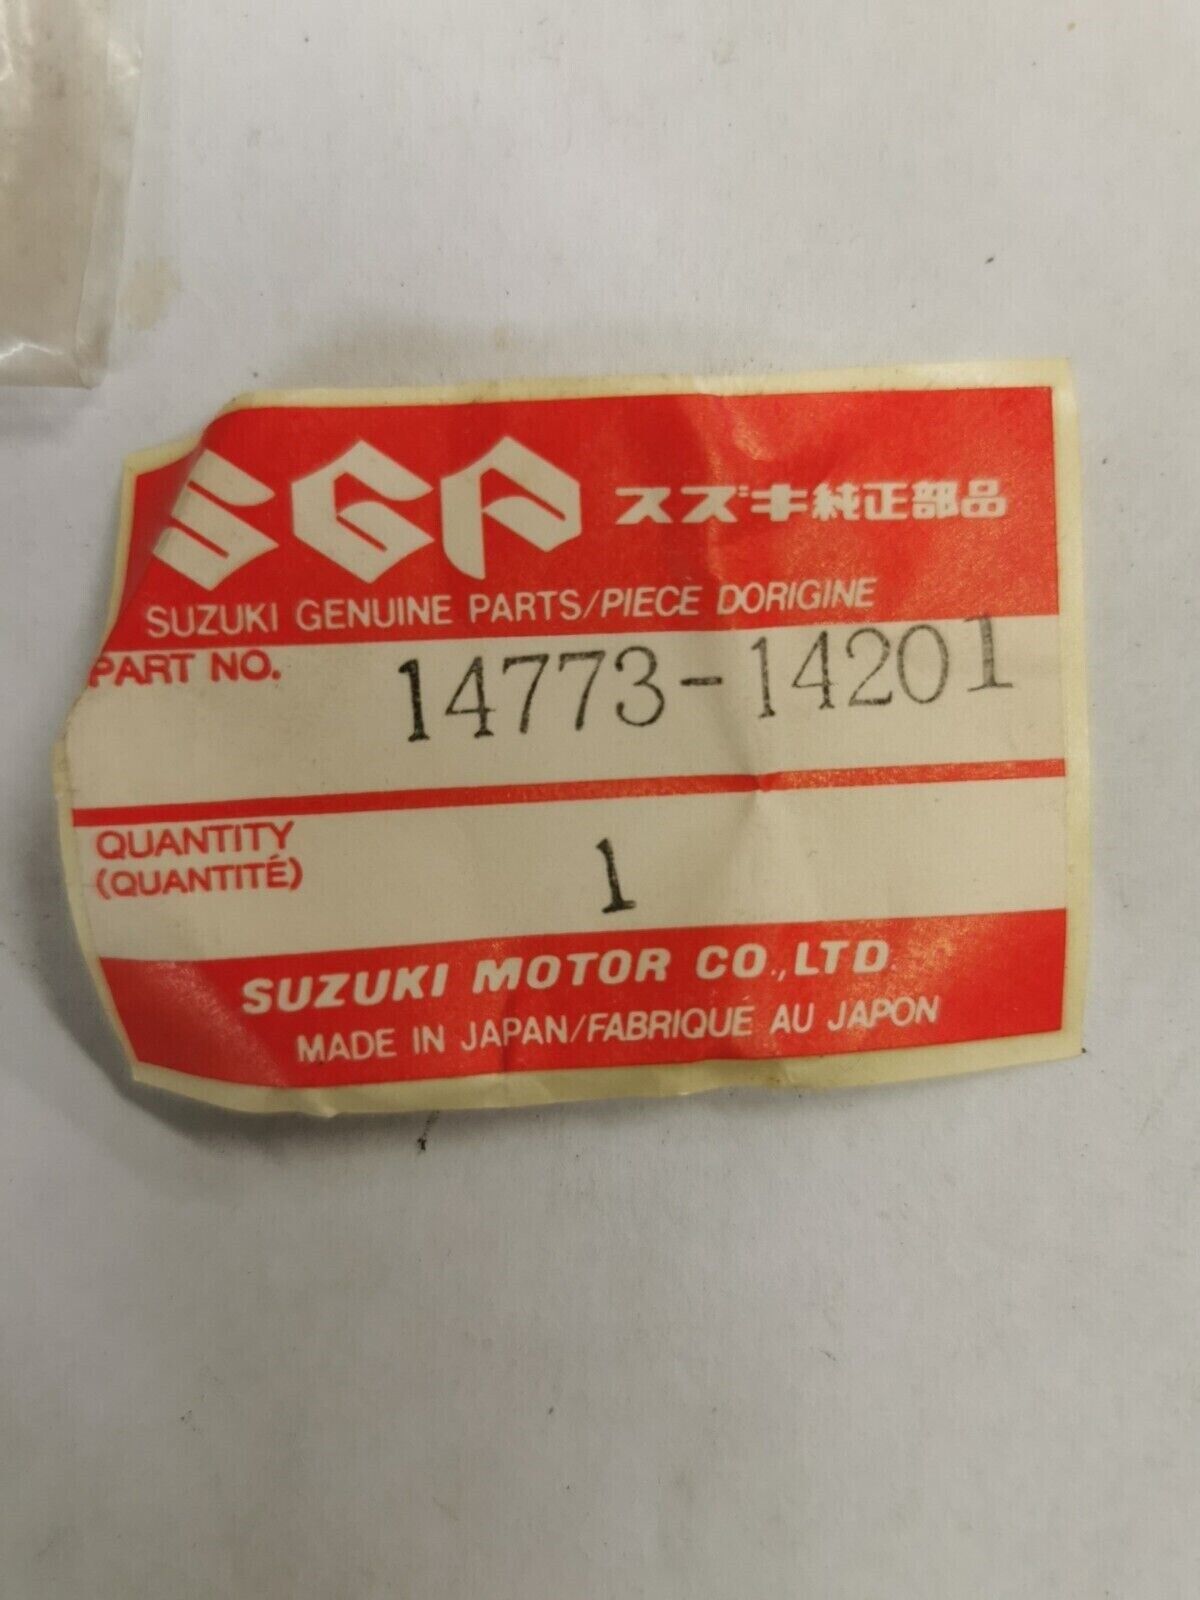 SGP スズキ純正部品
SUZUKI GENUINE PARTS/PIECE DORIGINE
PART NO. 14773-14201
QUANTITY
(QUANTITÉ) 1
SUZUKI MOTOR CO.,LTD
MADE IN JAPAN/FABRIQUE AU JAPON